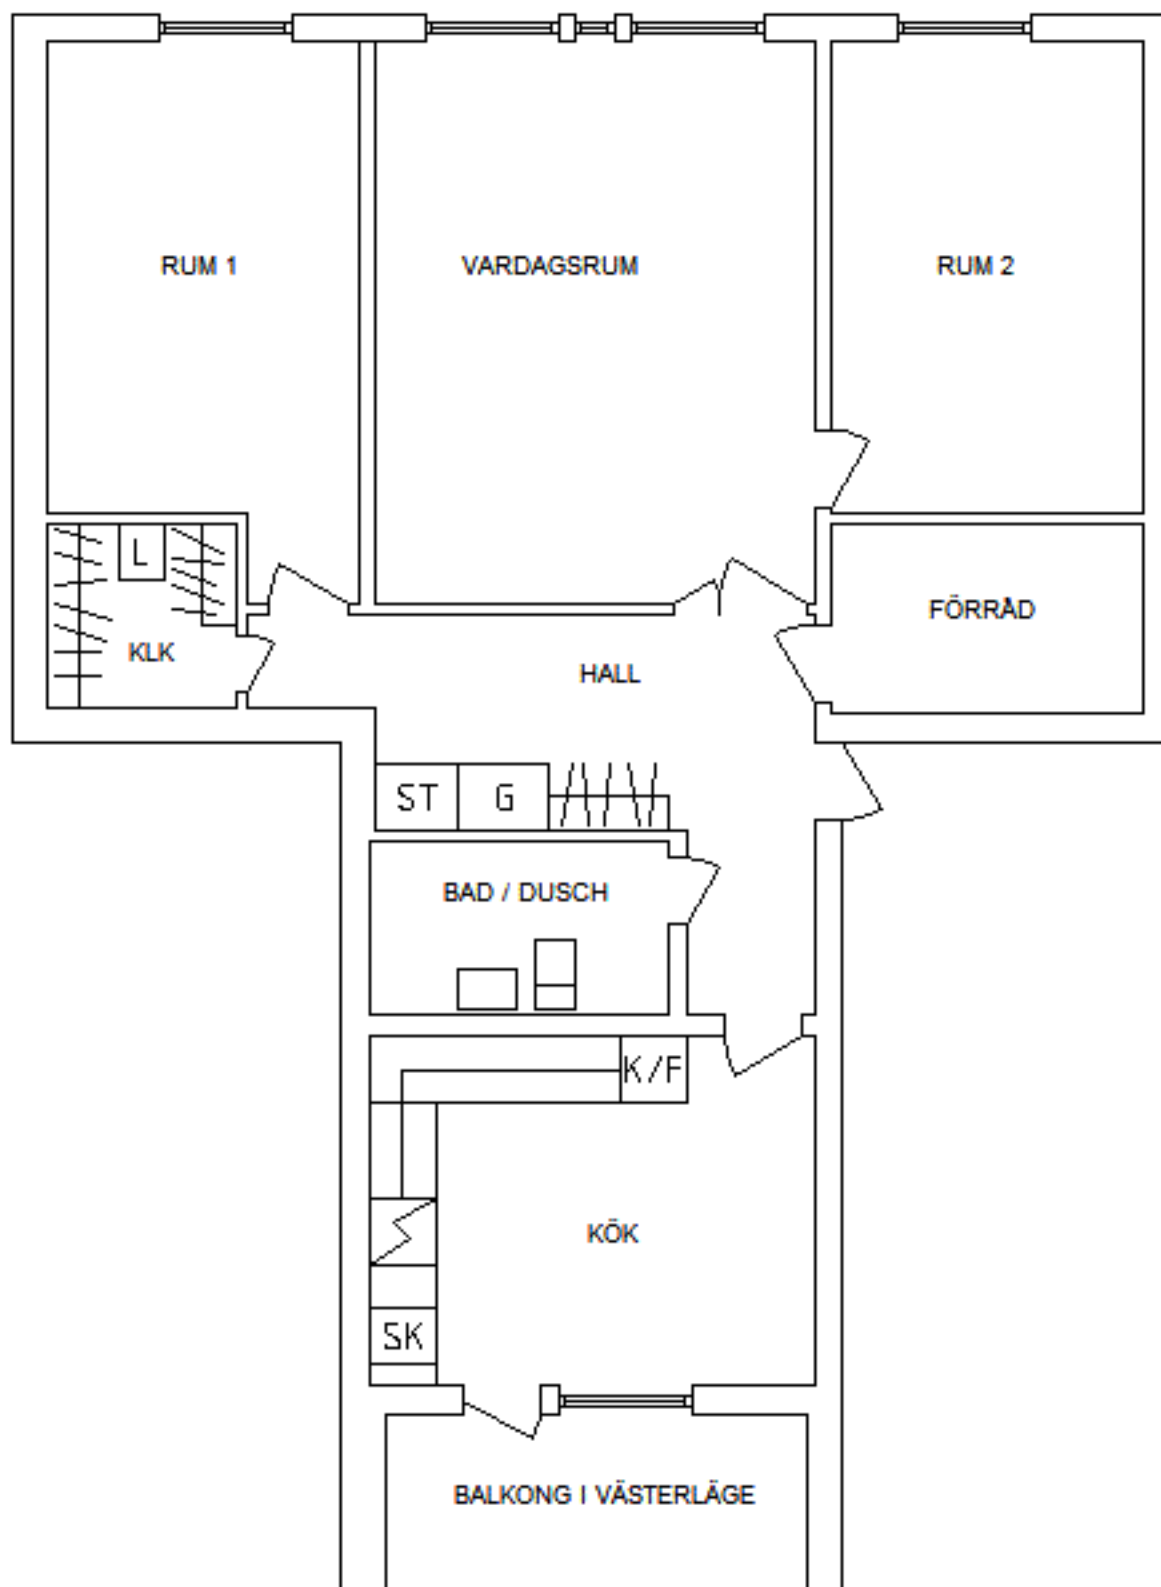 RUM 1
VARDAGSRUM
RUM 2
L
KLK
HALL
FÖRRÅD
ST
G
BAD / DUSCH
K/F
KÖK
SK
BALKONG I VÄSTERLÄGE